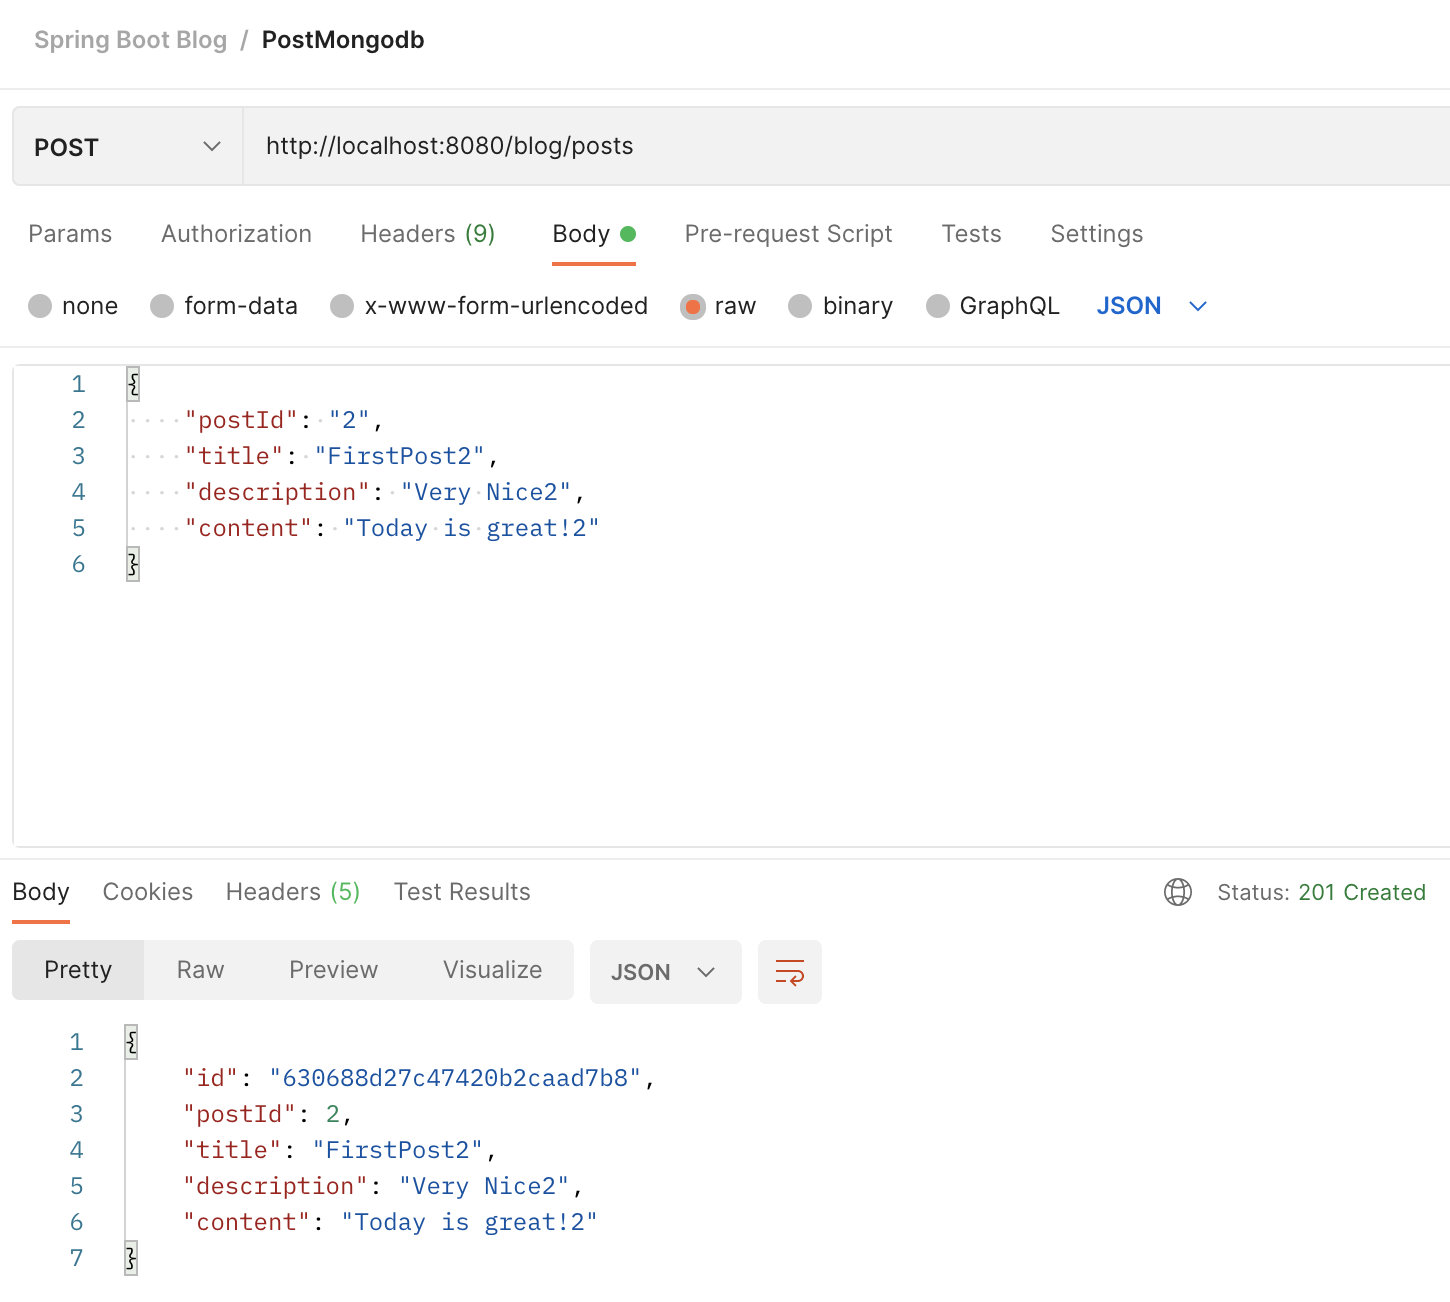 Spring Boot Blog / PostMongodb
POST http://localhost:8080/blog/posts
Params Authorization Headers (9) Body Pre-request Script Tests Settings
none form-data x-www-form-urlencoded raw binary GraphQL JSON
1 {
2 ····"postId":·"2",
3 ····"title":·"FirstPost2",
4 ····"description":·"Very·Nice2",
5 ····"content":·"Today·is·great!2"
6 }
Body Cookies Headers (5) Test Results Status: 201 Created
Pretty Raw Preview Visualize JSON
1 {
2 "id": "630688d27c47420b2caad7b8",
3 "postId": 2,
4 "title": "FirstPost2",
5 "description": "Very Nice2",
6 "content": "Today is great!2"
7 }